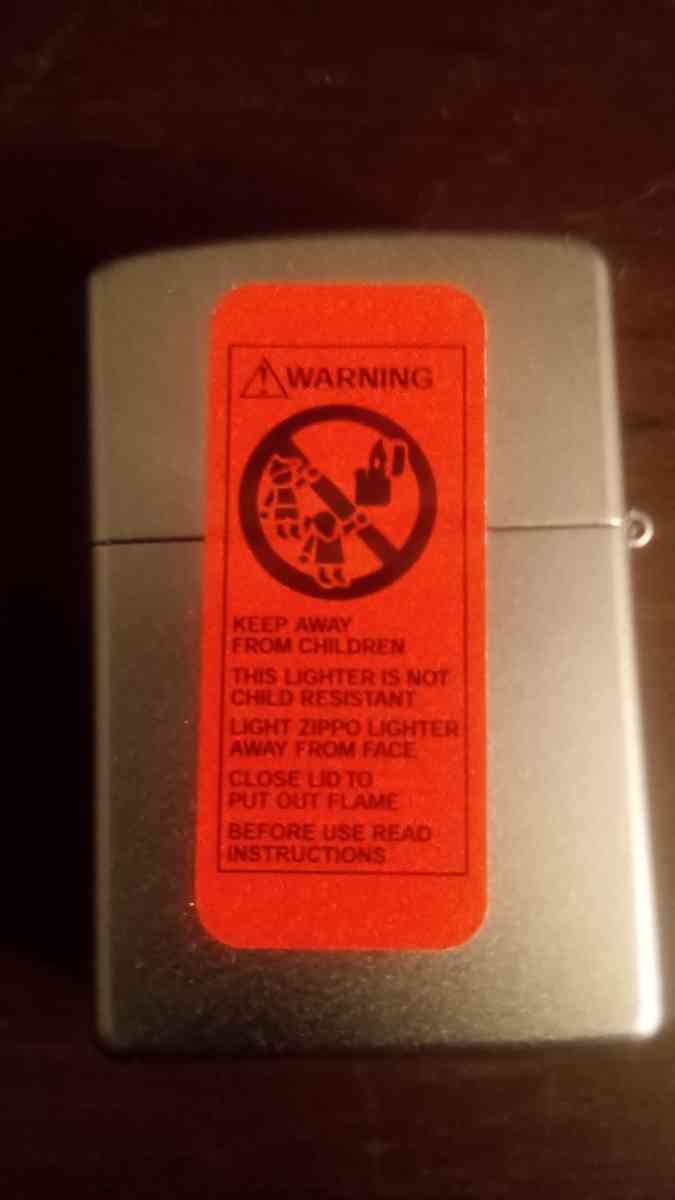 WARNING
KEEP AWAY
FROM CHILDREN
THIS LIGHTER IS NOT
CHILD RESISTANT
LIGHT ZIPPO LIGHTER
AWAY FROM FACE
CLOSE LID TO
PUT OUT FLAME
BEFORE USE READ
INSTRUCTIONS